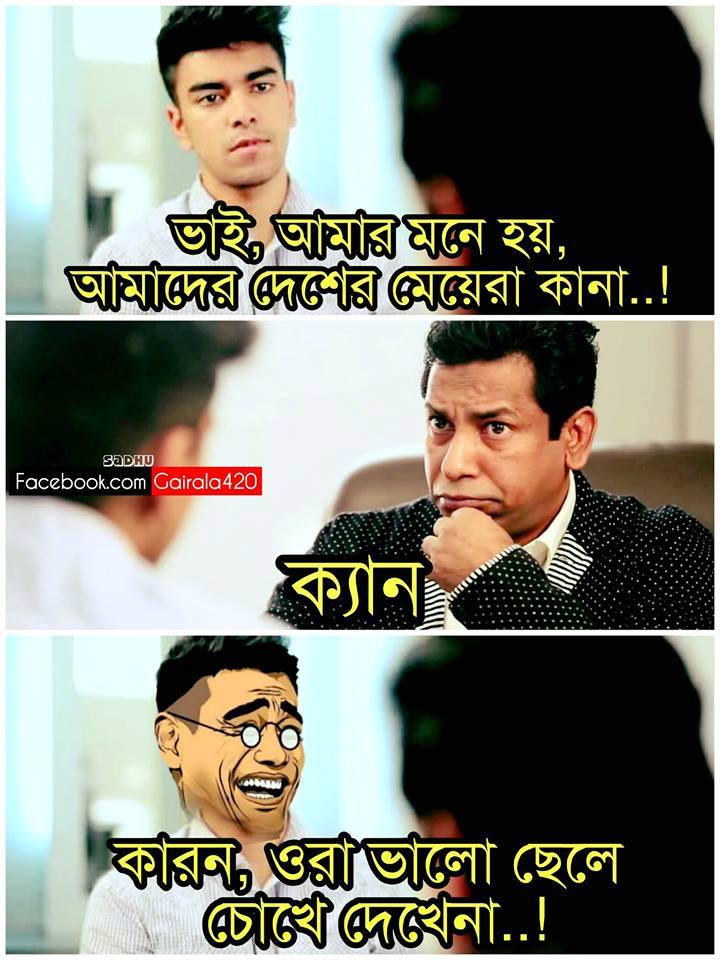 ভাই, আমার মনে হয়,
আমাদের দেশের মেয়েরা কানা..!
SADHU
Facebook.com Gairala420
ক্যান
কারন, ওরা ভালো ছেলে
চোখে দেখেনা..!